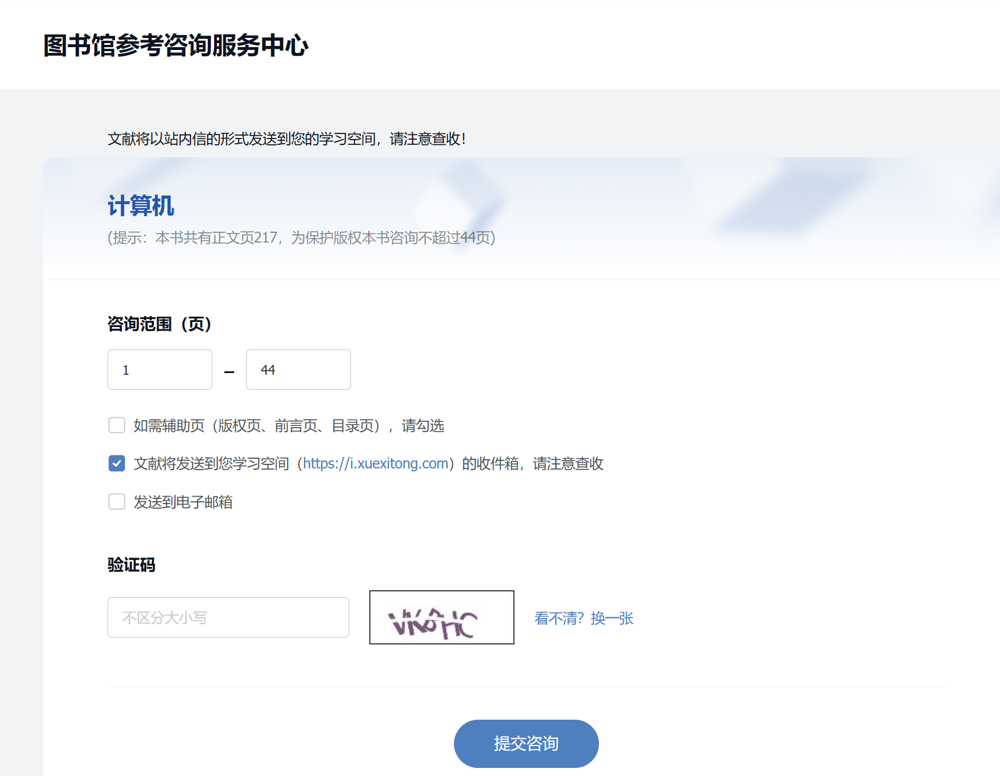 图书馆参考咨询服务中心
文献将以站内信的形式发送到您的学习空间，请注意查收！
计算机
(提示：本书共有正文页217，为保护版权本书咨询不超过44页)
咨询范围（页）
1 – 44
如需辅助页（版权页、前言页、目录页），请勾选
文献将发送到您学习空间（https://i.xuexitong.com）的收件箱，请注意查收
发送到电子邮箱
验证码
不区分大小写
看不清？换一张
提交咨询